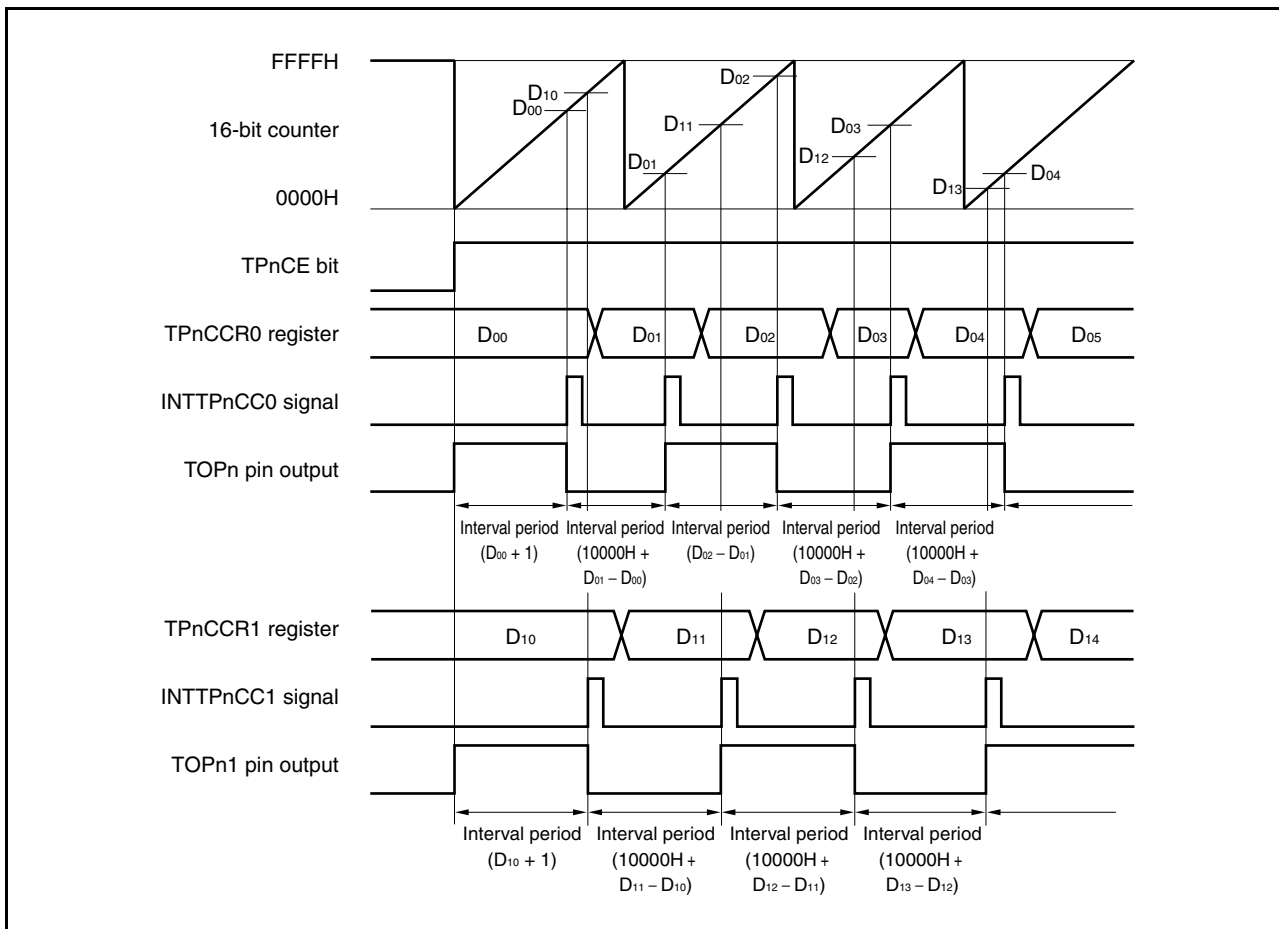 FFFFH
D10
D00
D02
16-bit counter
D11
D03
D01
D12
0000H
D13
D04
TPnCE bit
TPnCCR0 register
D00
D01
D02
D03
D04
D05
INTTPnCC0 signal
TOPn pin output
Interval period
(D00 + 1)
Interval period
(10000H +
D01 – D00)
Interval period
(D02 – D01)
Interval period
(10000H +
D03 – D02)
Interval period
(10000H +
D04 – D03)
TPnCCR1 register
D10
D11
D12
D13
D14
INTTPnCC1 signal
TOPn1 pin output
Interval period
(D10 + 1)
Interval period
(10000H +
D11 – D10)
Interval period
(10000H +
D12 – D11)
Interval period
(10000H +
D13 – D12)